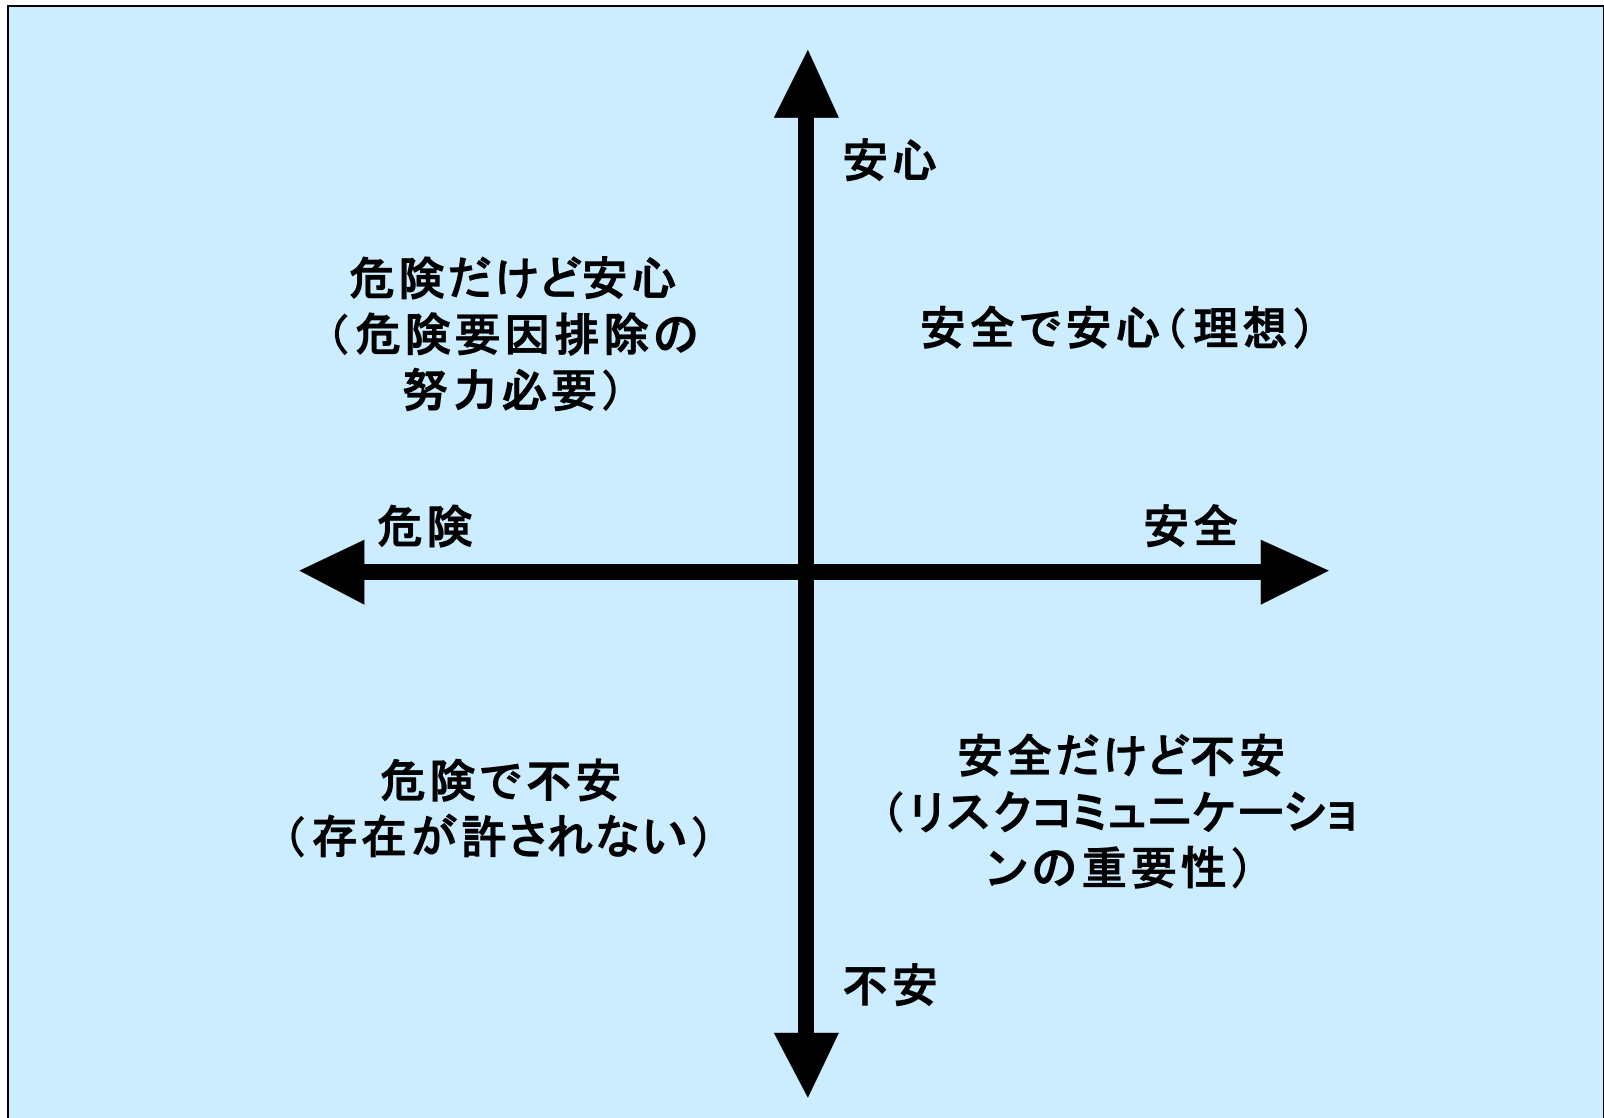 安心
危険だけど安心
（危険要因排除の
努力必要）
安全で安心（理想）
危険
安全
危険で不安
（存在が許されない）
安全だけど不安
（リスクコミュニケーショ
ンの重要性）
不安